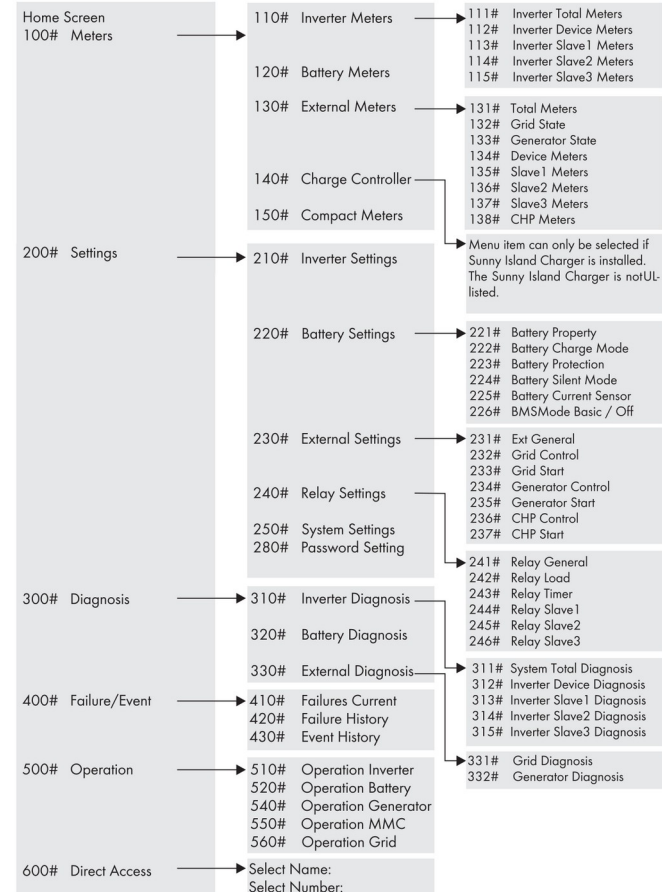 Home Screen
100# Meters
110# Inverter Meters
111# Inverter Total Meters
112# Inverter Device Meters
113# Inverter Slave1 Meters
114# Inverter Slave2 Meters
115# Inverter Slave3 Meters
120# Battery Meters
130# External Meters
131# Total Meters
132# Grid State
133# Generator State
134# Device Meters
135# Slave1 Meters
136# Slave2 Meters
137# Slave3 Meters
138# CHP Meters
140# Charge Controller
Menu item can only be selected if
Sunny Island Charger is installed.
The Sunny Island Charger is notUL-
listed.
150# Compact Meters
200# Settings
210# Inverter Settings
220# Battery Settings
221# Battery Property
222# Battery Charge Mode
223# Battery Protection
224# Battery Silent Mode
225# Battery Current Sensor
226# BMSMode Basic / Off
230# External Settings
231# Ext General
232# Grid Control
233# Grid Start
234# Generator Control
235# Generator Start
236# CHP Control
237# CHP Start
240# Relay Settings
241# Relay General
242# Relay Load
243# Relay Timer
244# Relay Slave1
245# Relay Slave2
246# Relay Slave3
250# System Settings
280# Password Setting
300# Diagnosis
310# Inverter Diagnosis
311# System Total Diagnosis
312# Inverter Device Diagnosis
313# Inverter Slave1 Diagnosis
314# Inverter Slave2 Diagnosis
315# Inverter Slave3 Diagnosis
320# Battery Diagnosis
330# External Diagnosis
331# Grid Diagnosis
332# Generator Diagnosis
400# Failure/Event
410# Failures Current
420# Failure History
430# Event History
500# Operation
510# Operation Inverter
520# Operation Battery
540# Operation Generator
550# Operation MMC
560# Operation Grid
600# Direct Access
Select Name:
Select Number: